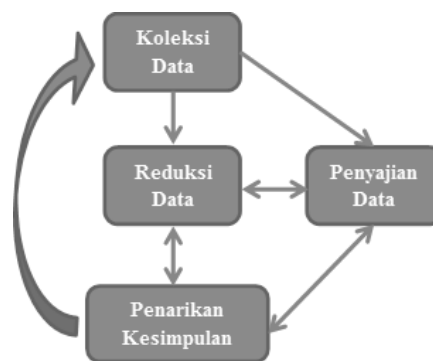 Koleksi
Data
Reduksi
Data
Penyajian
Data
Penarikan
Kesimpulan